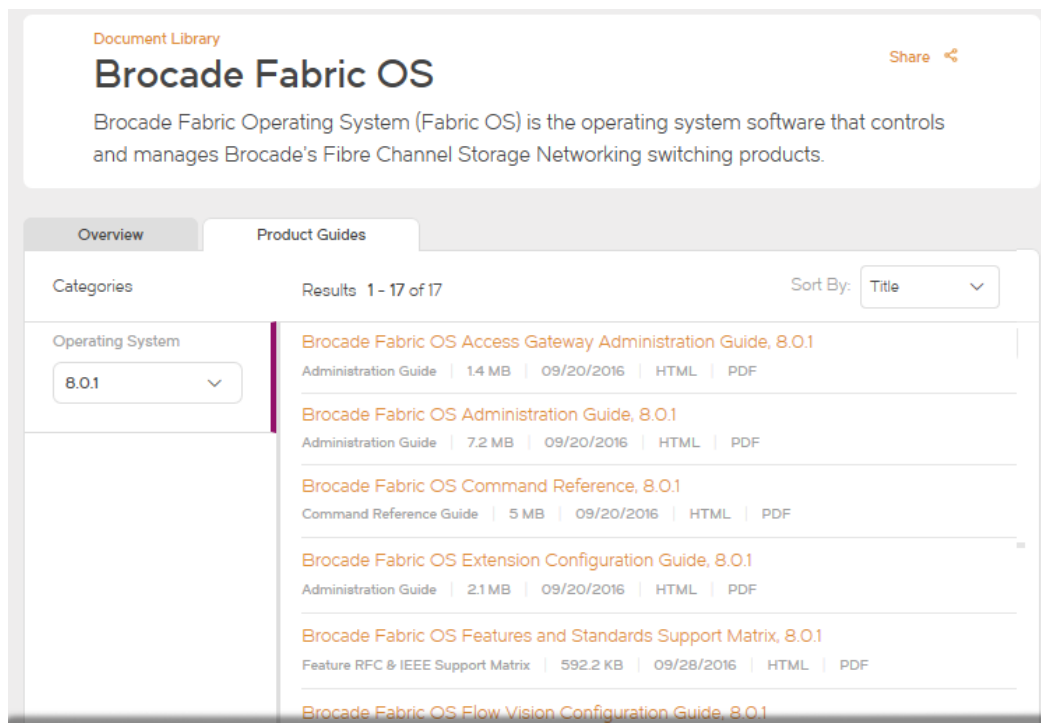 Document Library
Brocade Fabric OS
Share
Brocade Fabric Operating System (Fabric OS) is the operating system software that controls
and manages Brocade's Fibre Channel Storage Networking switching products.
Overview
Product Guides
Categories
Results 1 - 17 of 17
Sort By: Title
Operating System
8.0.1
Brocade Fabric OS Access Gateway Administration Guide, 8.0.1
Administration Guide | 1.4 MB | 09/20/2016 | HTML | PDF
Brocade Fabric OS Administration Guide, 8.0.1
Administration Guide | 7.2 MB | 09/20/2016 | HTML | PDF
Brocade Fabric OS Command Reference, 8.0.1
Command Reference Guide | 5 MB | 09/20/2016 | HTML | PDF
Brocade Fabric OS Extension Configuration Guide, 8.0.1
Administration Guide | 2.1 MB | 09/20/2016 | HTML | PDF
Brocade Fabric OS Features and Standards Support Matrix, 8.0.1
Feature RFC & IEEE Support Matrix | 592.2 KB | 09/28/2016 | HTML | PDF
Brocade Fabric OS Flow Vision Configuration Guide, 8.0.1